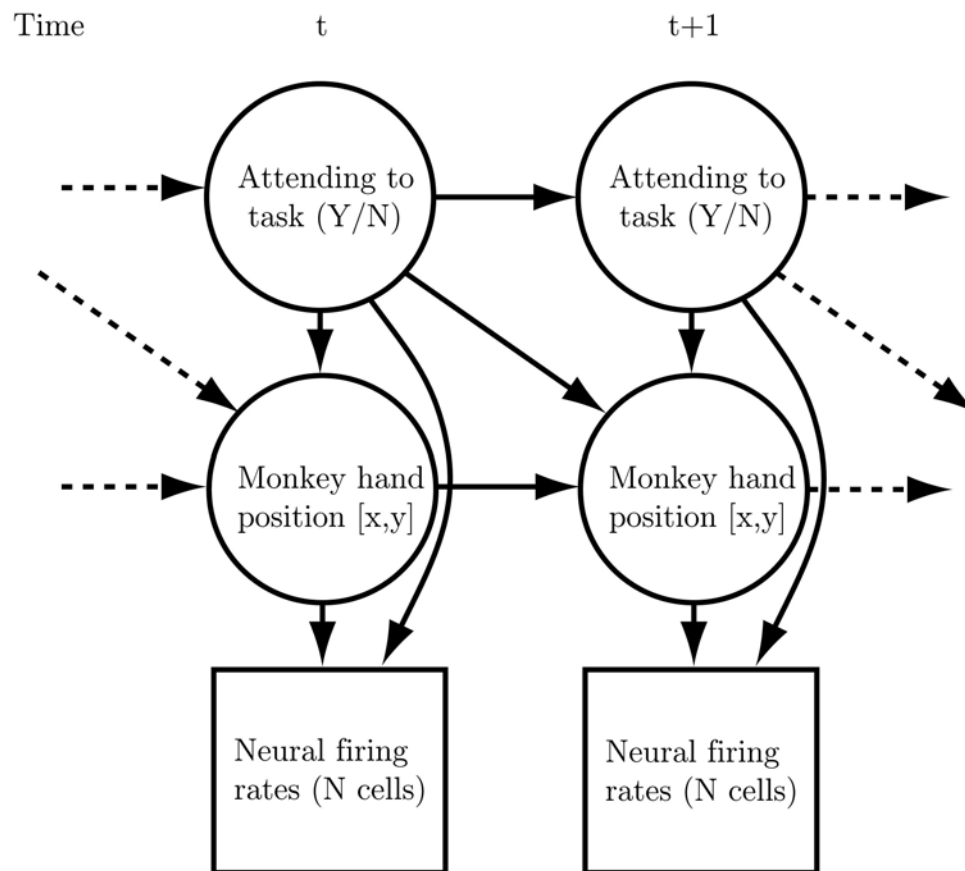 Time t t+1
Attending to
task (Y/N)
Attending to
task (Y/N)
Monkey hand
position [x,y]
Monkey hand
position [x,y]
Neural firing
rates (N cells)
Neural firing
rates (N cells)